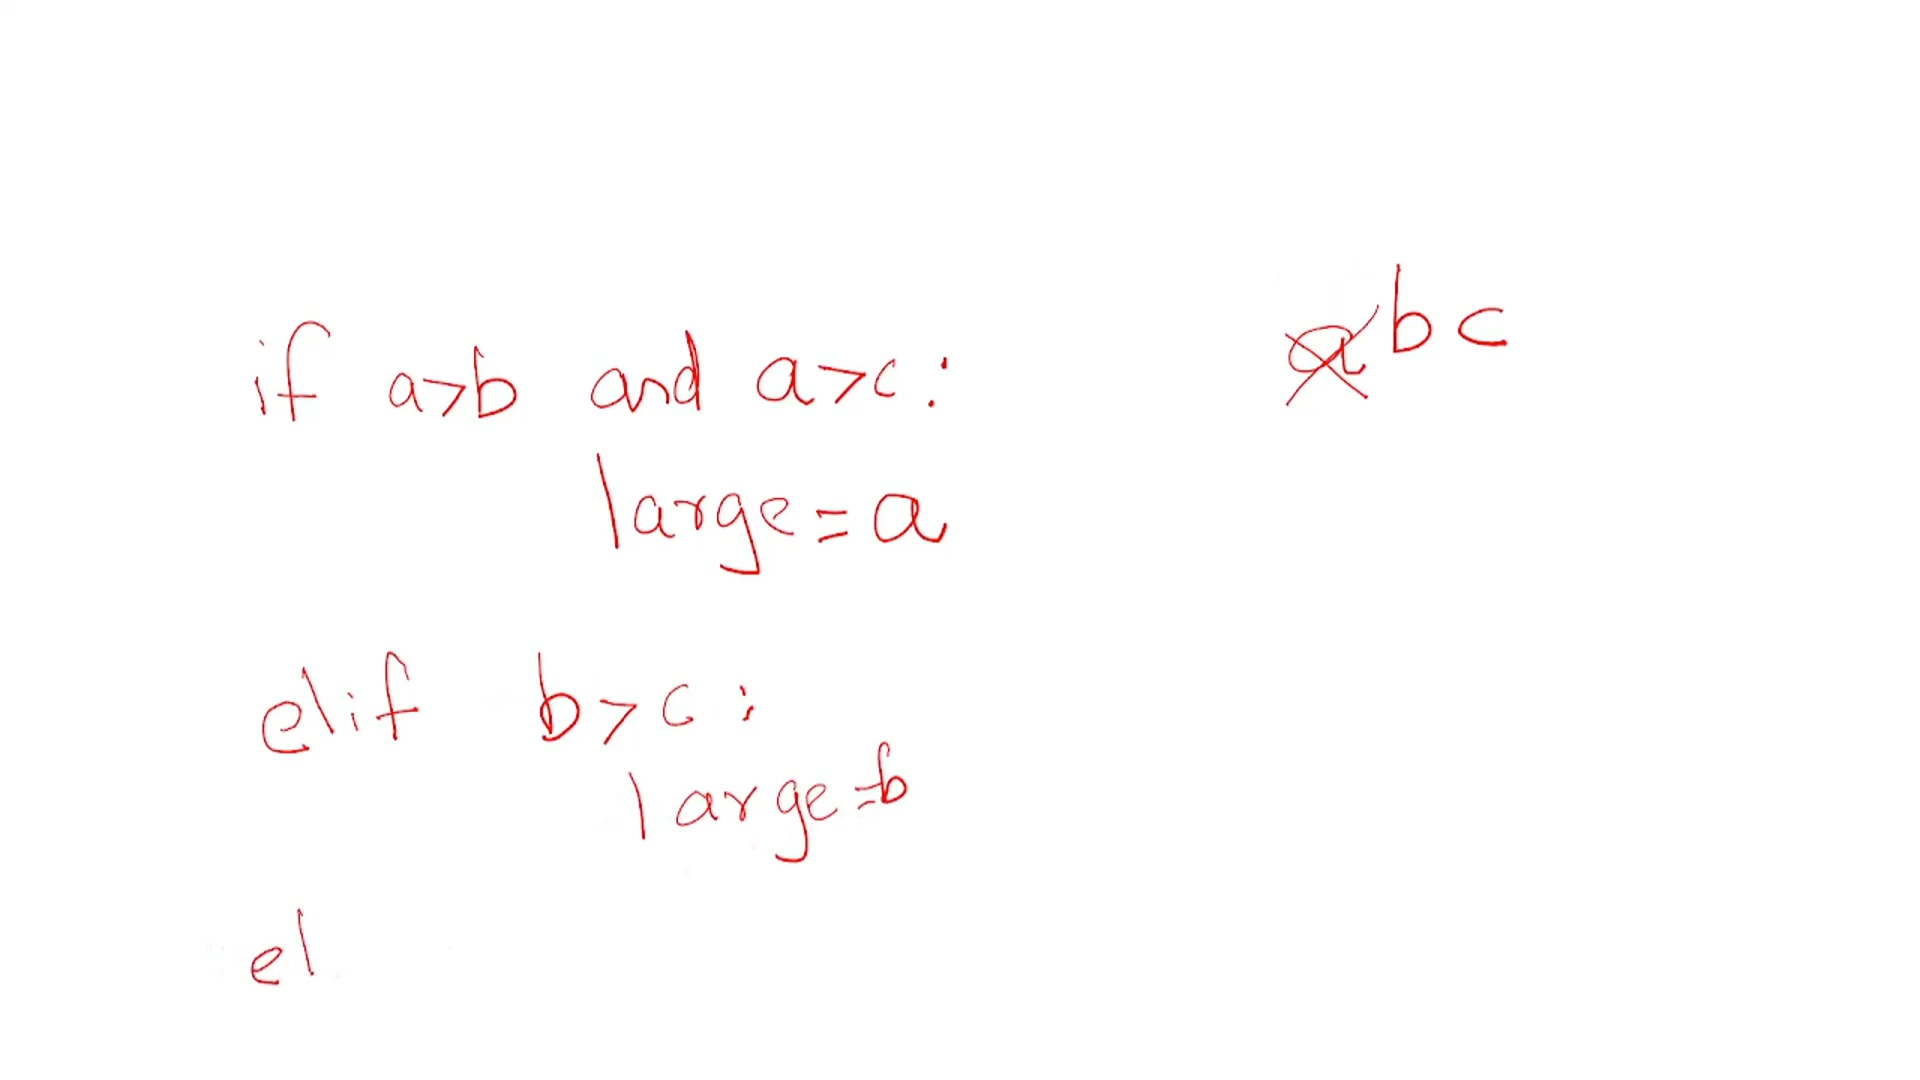 if a>b and a>c:
large=a
elif b>c:
large=b
el
a b c